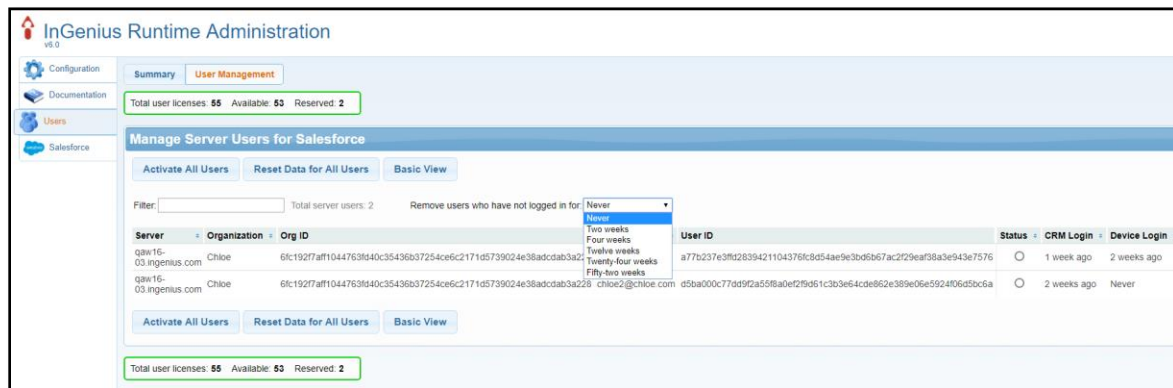 InGenius Runtime Administration
v6.0
Configuration
Documentation
Users
Salesforce
Summary User Management
Total user licenses: 55 Available: 53 Reserved: 2
Manage Server Users for Salesforce
Activate All Users Reset Data for All Users Basic View
Filter: Total server users: 2 Remove users who have not logged in for: Never
Never
Two weeks
Four weeks
Twelve weeks
Twenty-four weeks
Fifty-two weeks
Server Organization Org ID User ID Status CRM Login Device Login
qaw16-
03.ingenius.com Chloe 6fc192f7aff1044763fd40c35436b37254ce6c2171d5739024e38adcdab3a22 a77b237e3ffd2839421104376fc8d54ae9e3bd6b67ac2f29eaf38a3e943e7576 1 week ago 2 weeks ago
qaw16-
03.ingenius.com Chloe 6fc192f7aff1044763fd40c35436b37254ce6c2171d5739024e38adcdab3a228 chloe2@chloe.com d5ba000c77dd9f2a55f8a0ef2f9d61c3b3e64cde862e389e06e5924f06d5bc6a 2 weeks ago Never
Activate All Users Reset Data for All Users Basic View
Total user licenses: 55 Available: 53 Reserved: 2